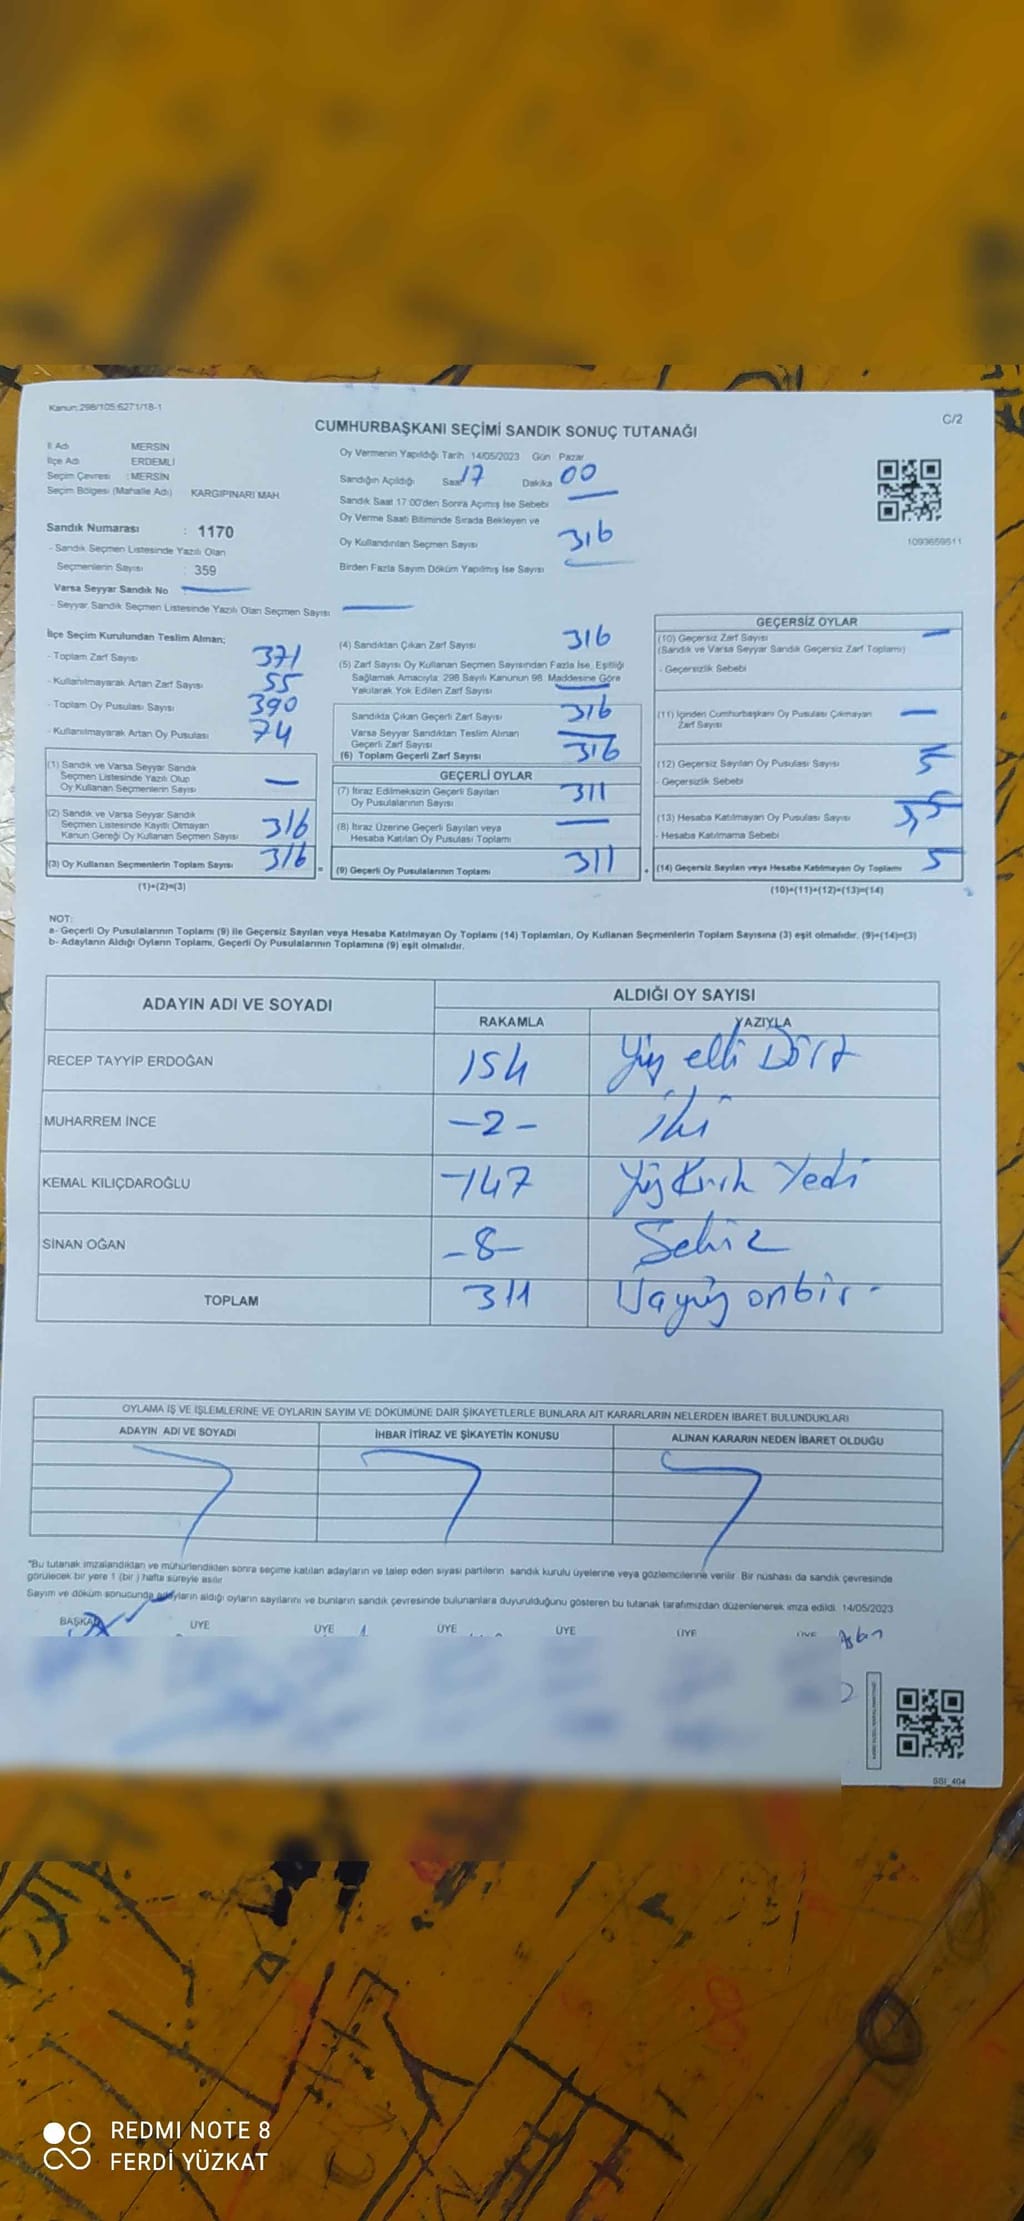 Kanun:298/105:6271/18-1
C/2
CUMHURBAŞKANI SEÇİMİ SANDIK SONUÇ TUTANAĞI
İl Adı MERSİN
İlçe Adı ERDEMLİ
Seçim Çevresi : MERSİN
Seçim Bölgesi (Mahalle Adı) KARGIPINARI MAH.
Sandık Numarası : 1170
- Sandık Seçmen Listesinde Yazılı Olan
Seçmenlerin Sayısı : 359
Varsa Seyyar Sandık No
- Seyyar Sandık Seçmen Listesinde Yazılı Olan Seçmen Sayısı
Oy Vermenin Yapıldığı Tarih 14/05/2023 Gün Pazar
Sandığın Açıldığı Saat 17 Dakika 00
Sandık Saat 17:00'den Sonra Açımış İse Sebebi
Oy Verme Saati Bitiminde Sırada Bekleyen ve
Oy Kullandırılan Seçmen Sayısı 316
Birden Fazla Sayım Döküm Yapılmış İse Sayısı
1093659511
İlçe Seçim Kurulundan Teslim Alınan;
- Toplam Zarf Sayısı 371
- Kullanılmayarak Artan Zarf Sayısı 55
- Toplam Oy Pusulası Sayısı 390
- Kullanılmayarak Artan Oy Pusulası 74
(1) Sandık ve Varsa Seyyar Sandık
Seçmen Listesinde Yazılı Olup
Oy Kullanan Seçmenlerin Sayısı —
(2) Sandık ve Varsa Seyyar Sandık
Seçmen Listesinde Kayıtlı Olmayan
Kanun Gereği Oy Kullanan Seçmen Sayısı 316
(3) Oy Kullanan Seçmenlerin Toplam Sayısı 316
(1)+(2)=(3)
(4) Sandıktan Çıkan Zarf Sayısı 316
(5) Zarf Sayısı Oy Kullanan Seçmen Sayısından Fazla İse, Eşitliği
Sağlamak Amacıyla, 298 Sayılı Kanunun 98. Maddesine Göre
Yakılarak Yok Edilen Zarf Sayısı
Sandıkta Çıkan Geçerli Zarf Sayısı 316
Varsa Seyyar Sandıktan Teslim Alınan
Geçerli Zarf Sayısı
(6) Toplam Geçerli Zarf Sayısı 316
GEÇERLİ OYLAR
(7) İtiraz Edilmeksizin Geçerli Sayılan
Oy Pusulalarının Sayısı 311
(8) İtiraz Üzerine Geçerli Sayılan veya
Hesaba Katılan Oy Pusulası Toplamı —
(9) Geçerli Oy Pusulalarının Toplamı 311
GEÇERSİZ OYLAR
(10) Geçersiz Zarf Sayısı —
(Sandık ve Varsa Seyyar Sandık Geçersiz Zarf Toplamı)
- Geçersizlik Sebebi
(11) İçinden Cumhurbaşkanı Oy Pusulası Çıkmayan —
Zarf Sayısı
(12) Geçersiz Sayılan Oy Pusulası Sayısı 5
- Geçersizlik Sebebi
(13) Hesaba Katılmayan Oy Pusulası Sayısı
- Hesaba Katılmama Sebebi
(14) Geçersiz Sayılan veya Hesaba Katılmayan Oy Toplamı 5
(10)+(11)+(12)+(13)=(14)
NOT:
a- Geçerli Oy Pusulalarının Toplamı (9) ile Geçersiz Sayılan veya Hesaba Katılmayan Oy Toplamı (14) Toplamları, Oy Kullanan Seçmenlerin Toplam Sayısına (3) eşit olmalıdır. (9)+(14)=(3)
b- Adayların Aldığı Oyların Toplamı, Geçerli Oy Pusulalarının Toplamına (9) eşit olmalıdır.
ADAYIN ADI VE SOYADI ALDIĞI OY SAYISI
RAKAMLA YAZIYLA
RECEP TAYYİP ERDOĞAN 154 Yüz elli Dört
MUHARREM İNCE -2- iki
KEMAL KILIÇDAROĞLU -147 Yüz Kırk Yedi
SİNAN OĞAN -8- Sekiz
TOPLAM 311 Üçyüz onbir-
OYLAMA İŞ VE İŞLEMLERİNE VE OYLARIN SAYIM VE DÖKÜMÜNE DAİR ŞİKAYETLERLE BUNLARA AİT KARARLARIN NELERDEN İBARET BULUNDUKLARI
ADAYIN ADI VE SOYADI İHBAR İTİRAZ VE ŞİKAYETİN KONUSU ALINAN KARARIN NEDEN İBARET OLDUĞU
"Bu tutanak imzalandıktan ve mühürlendikten sonra seçime katılan adayların ve talep eden siyasi partilerin sandık kurulu üyelerine veya gözlemcilerine verilir. Bir nüshası da sandık çevresinde
görülecek bir yere 1 (bir ) hafta süreyle asılır
Sayım ve döküm sonucunda adayların aldığı oyların sayılarını ve bunların sandık çevresinde bulunanlara duyurulduğunu gösteren bu tutanak tarafımızdan düzenlenerek imza edildi. 14/05/2023
BAŞKAN ÜYE ÜYE ÜYE ÜYE ÜYE ÜYE
SSI_404
REDMI NOTE 8
FERDİ YÜZKAT